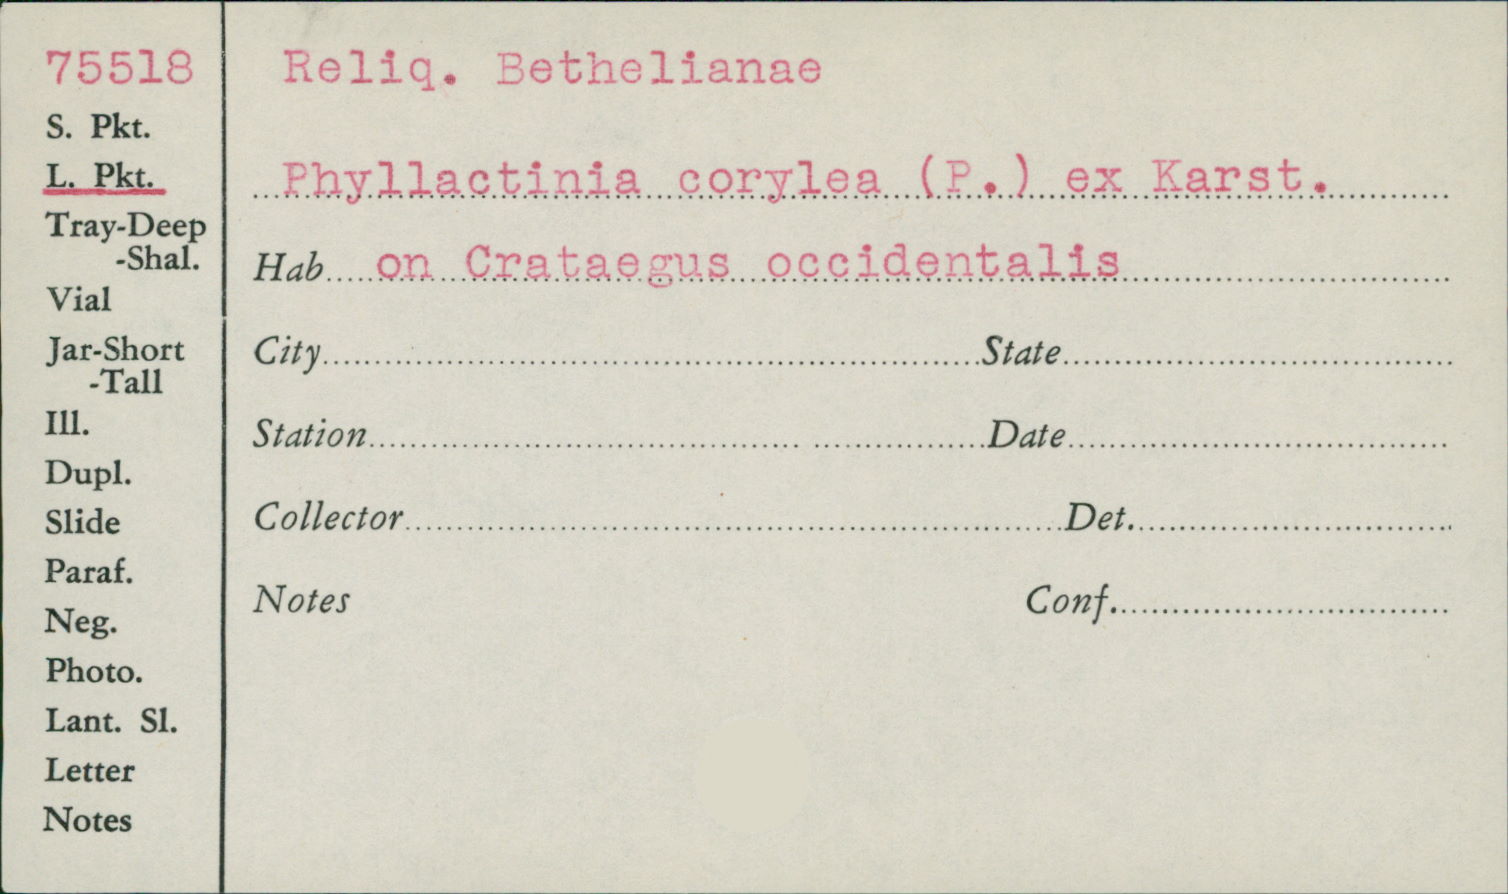 75518
S. Pkt.
L. Pkt.
Tray-Deep
-Shal.
Vial
Jar-Short
-Tall
Ill.
Dupl.
Slide
Paraf.
Neg.
Photo.
Lant. Sl.
Letter
Notes
Reliq. Bethelianae
Phyllactinia corylea (P.) ex Karst.
Hab on Crataegus occidentalis
City State
Station Date
Collector Det.
Notes Conf.